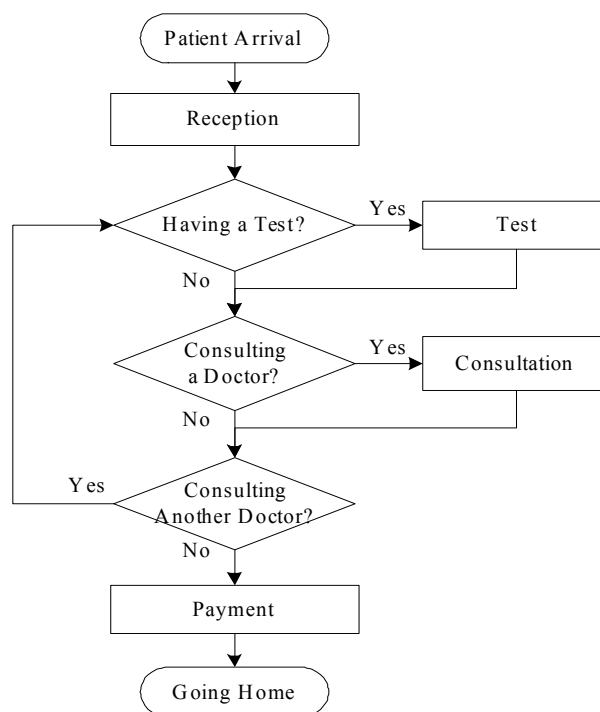 Patient Arrival
Reception
Having a Test?
Yes
Test
No
Consulting
a Doctor?
Yes
Consultation
No
Yes
Consulting
Another Doctor?
No
Payment
Going Home